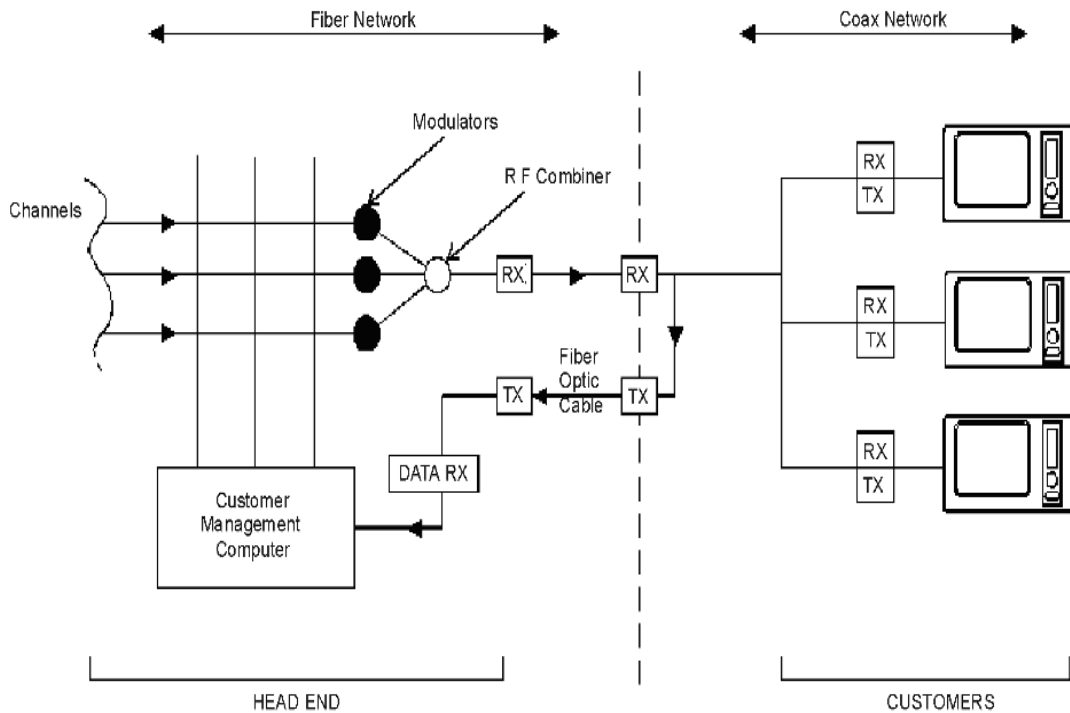 Fiber Network
Coax Network
Modulators
R F Combiner
Channels
RX
TX
RX
RX
RX
TX
Fiber
Optic
Cable
TX
TX
DATA RX
RX
TX
Customer
Management
Computer
HEAD END
CUSTOMERS